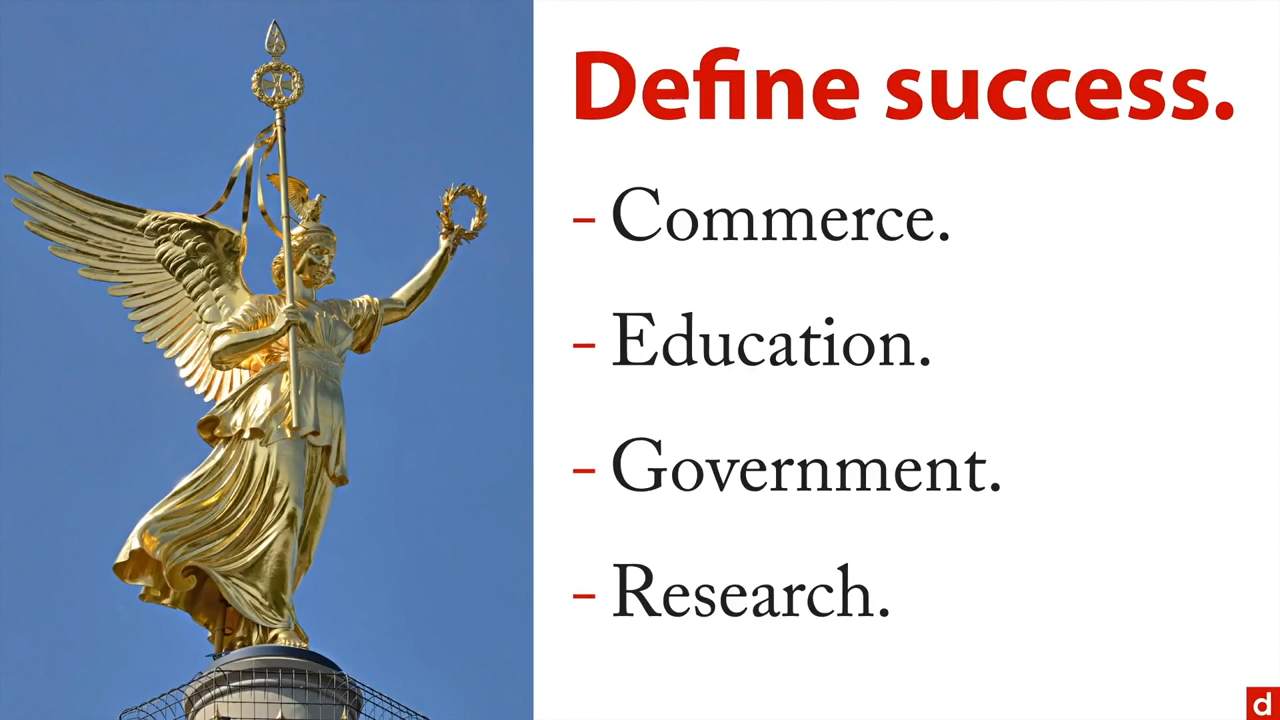 Define success.
- Commerce.
- Education.
- Government.
- Research.
d